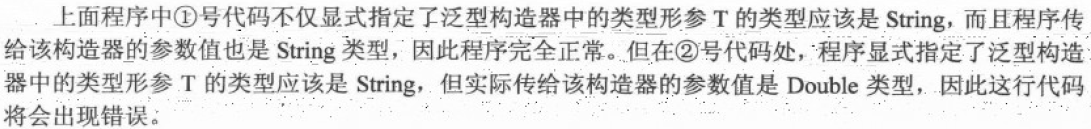 上面程序中①号代码不仅显式指定了泛型构造器中的类型形参 T 的类型应该是 String，而且程序传
给该构造器的参数值也是 String 类型，因此程序完全正常。但在②号代码处，程序显式指定了泛型构造
器中的类型形参 T 的类型应该是 String，但实际传给该构造器的参数值是 Double 类型，因此这行代码
将会出现错误。